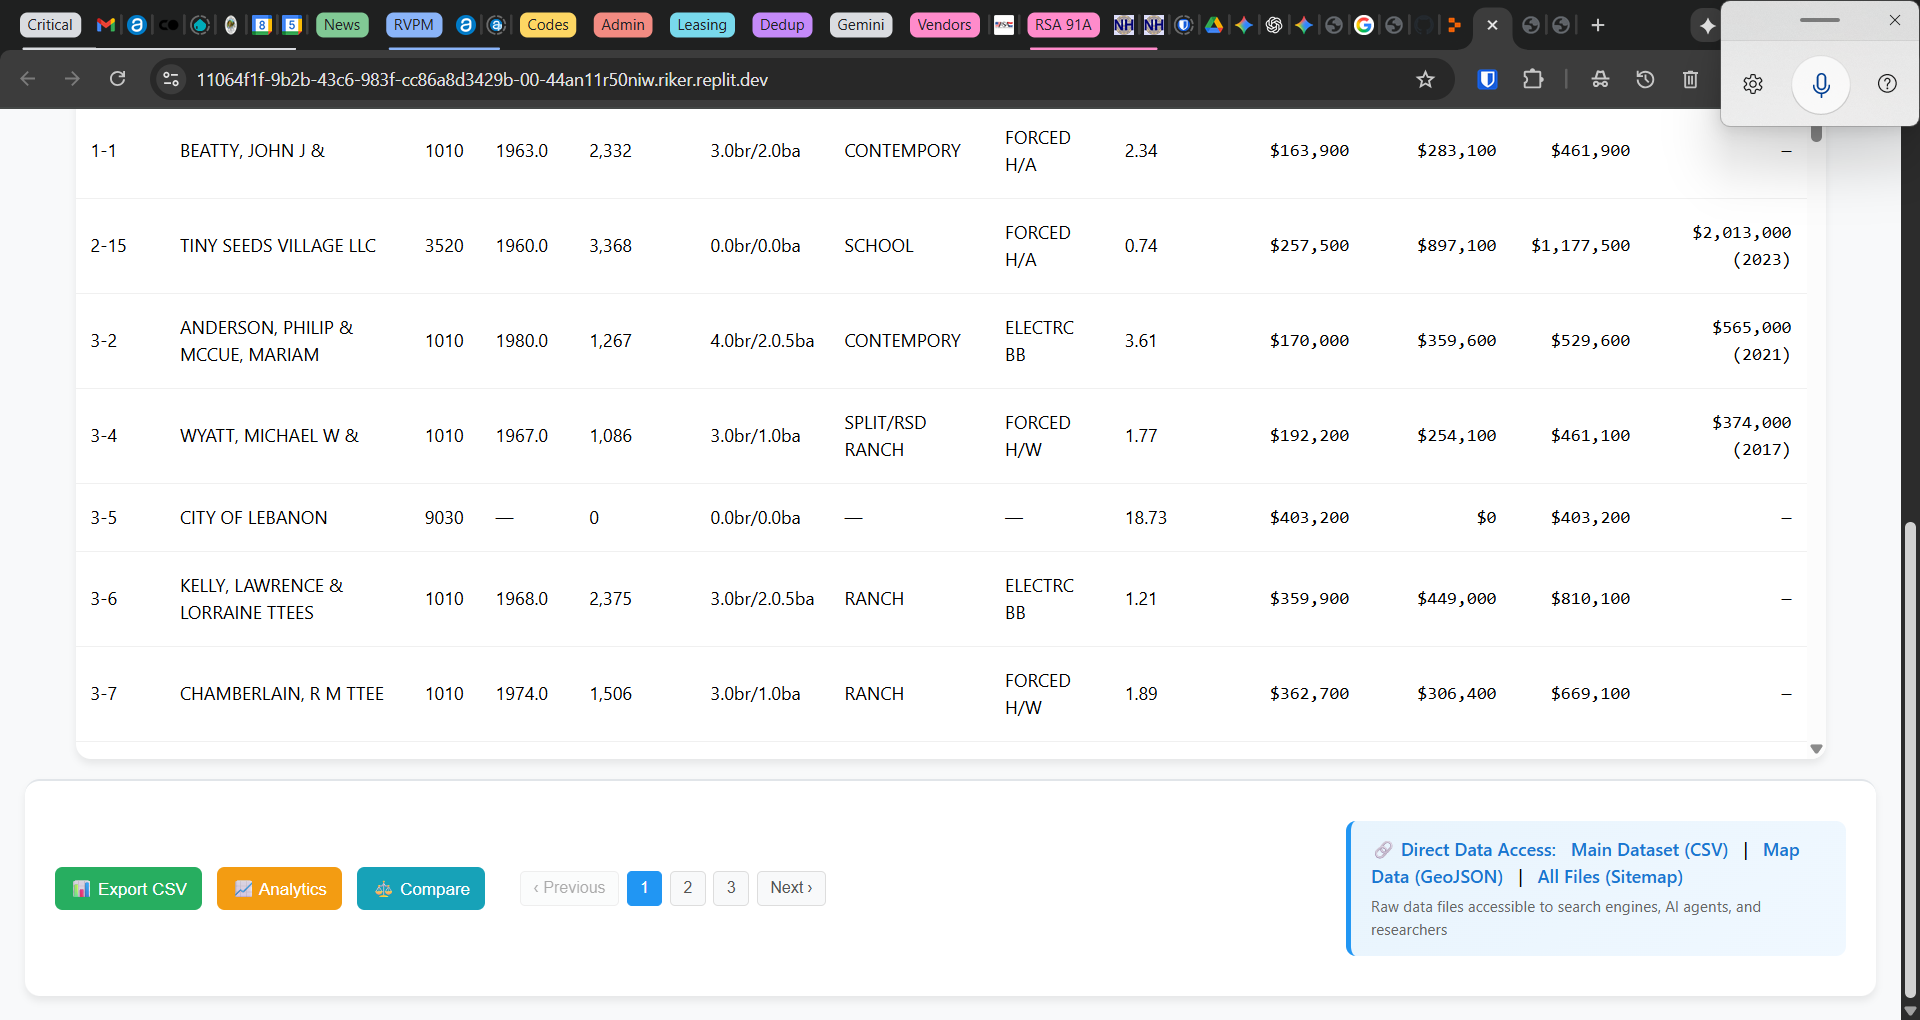 Critical News RVPM Codes Admin Leasing Dedup Gemini Vendors RSA 91A
11064f1f-9b2b-43c6-983f-cc86a8d3429b-00-44an11r50niw.riker.replit.dev
1-1 BEATTY, JOHN J & 1010 1963.0 2,332 3.0br/2.0ba CONTEMPORY FORCED H/A 2.34 $163,900 $283,100 $461,900 —
2-15 TINY SEEDS VILLAGE LLC 3520 1960.0 3,368 0.0br/0.0ba SCHOOL FORCED H/A 0.74 $257,500 $897,100 $1,177,500 $2,013,000 (2023)
3-2 ANDERSON, PHILIP & MCCUE, MARIAM 1010 1980.0 1,267 4.0br/2.0.5ba CONTEMPORY ELECTRC BB 3.61 $170,000 $359,600 $529,600 $565,000 (2021)
3-4 WYATT, MICHAEL W & 1010 1967.0 1,086 3.0br/1.0ba SPLIT/RSD RANCH FORCED H/W 1.77 $192,200 $254,100 $461,100 $374,000 (2017)
3-5 CITY OF LEBANON 9030 — 0 0.0br/0.0ba — — 18.73 $403,200 $0 $403,200 —
3-6 KELLY, LAWRENCE & LORRAINE TTEES 1010 1968.0 2,375 3.0br/2.0.5ba RANCH ELECTRC BB 1.21 $359,900 $449,000 $810,100 —
3-7 CHAMBERLAIN, R M TTEE 1010 1974.0 1,506 3.0br/1.0ba RANCH FORCED H/W 1.89 $362,700 $306,400 $669,100 —
Export CSV Analytics Compare ‹ Previous 1 2 3 Next ›
Direct Data Access: Main Dataset (CSV) | Map
Data (GeoJSON) | All Files (Sitemap)
Raw data files accessible to search engines, AI agents, and
researchers